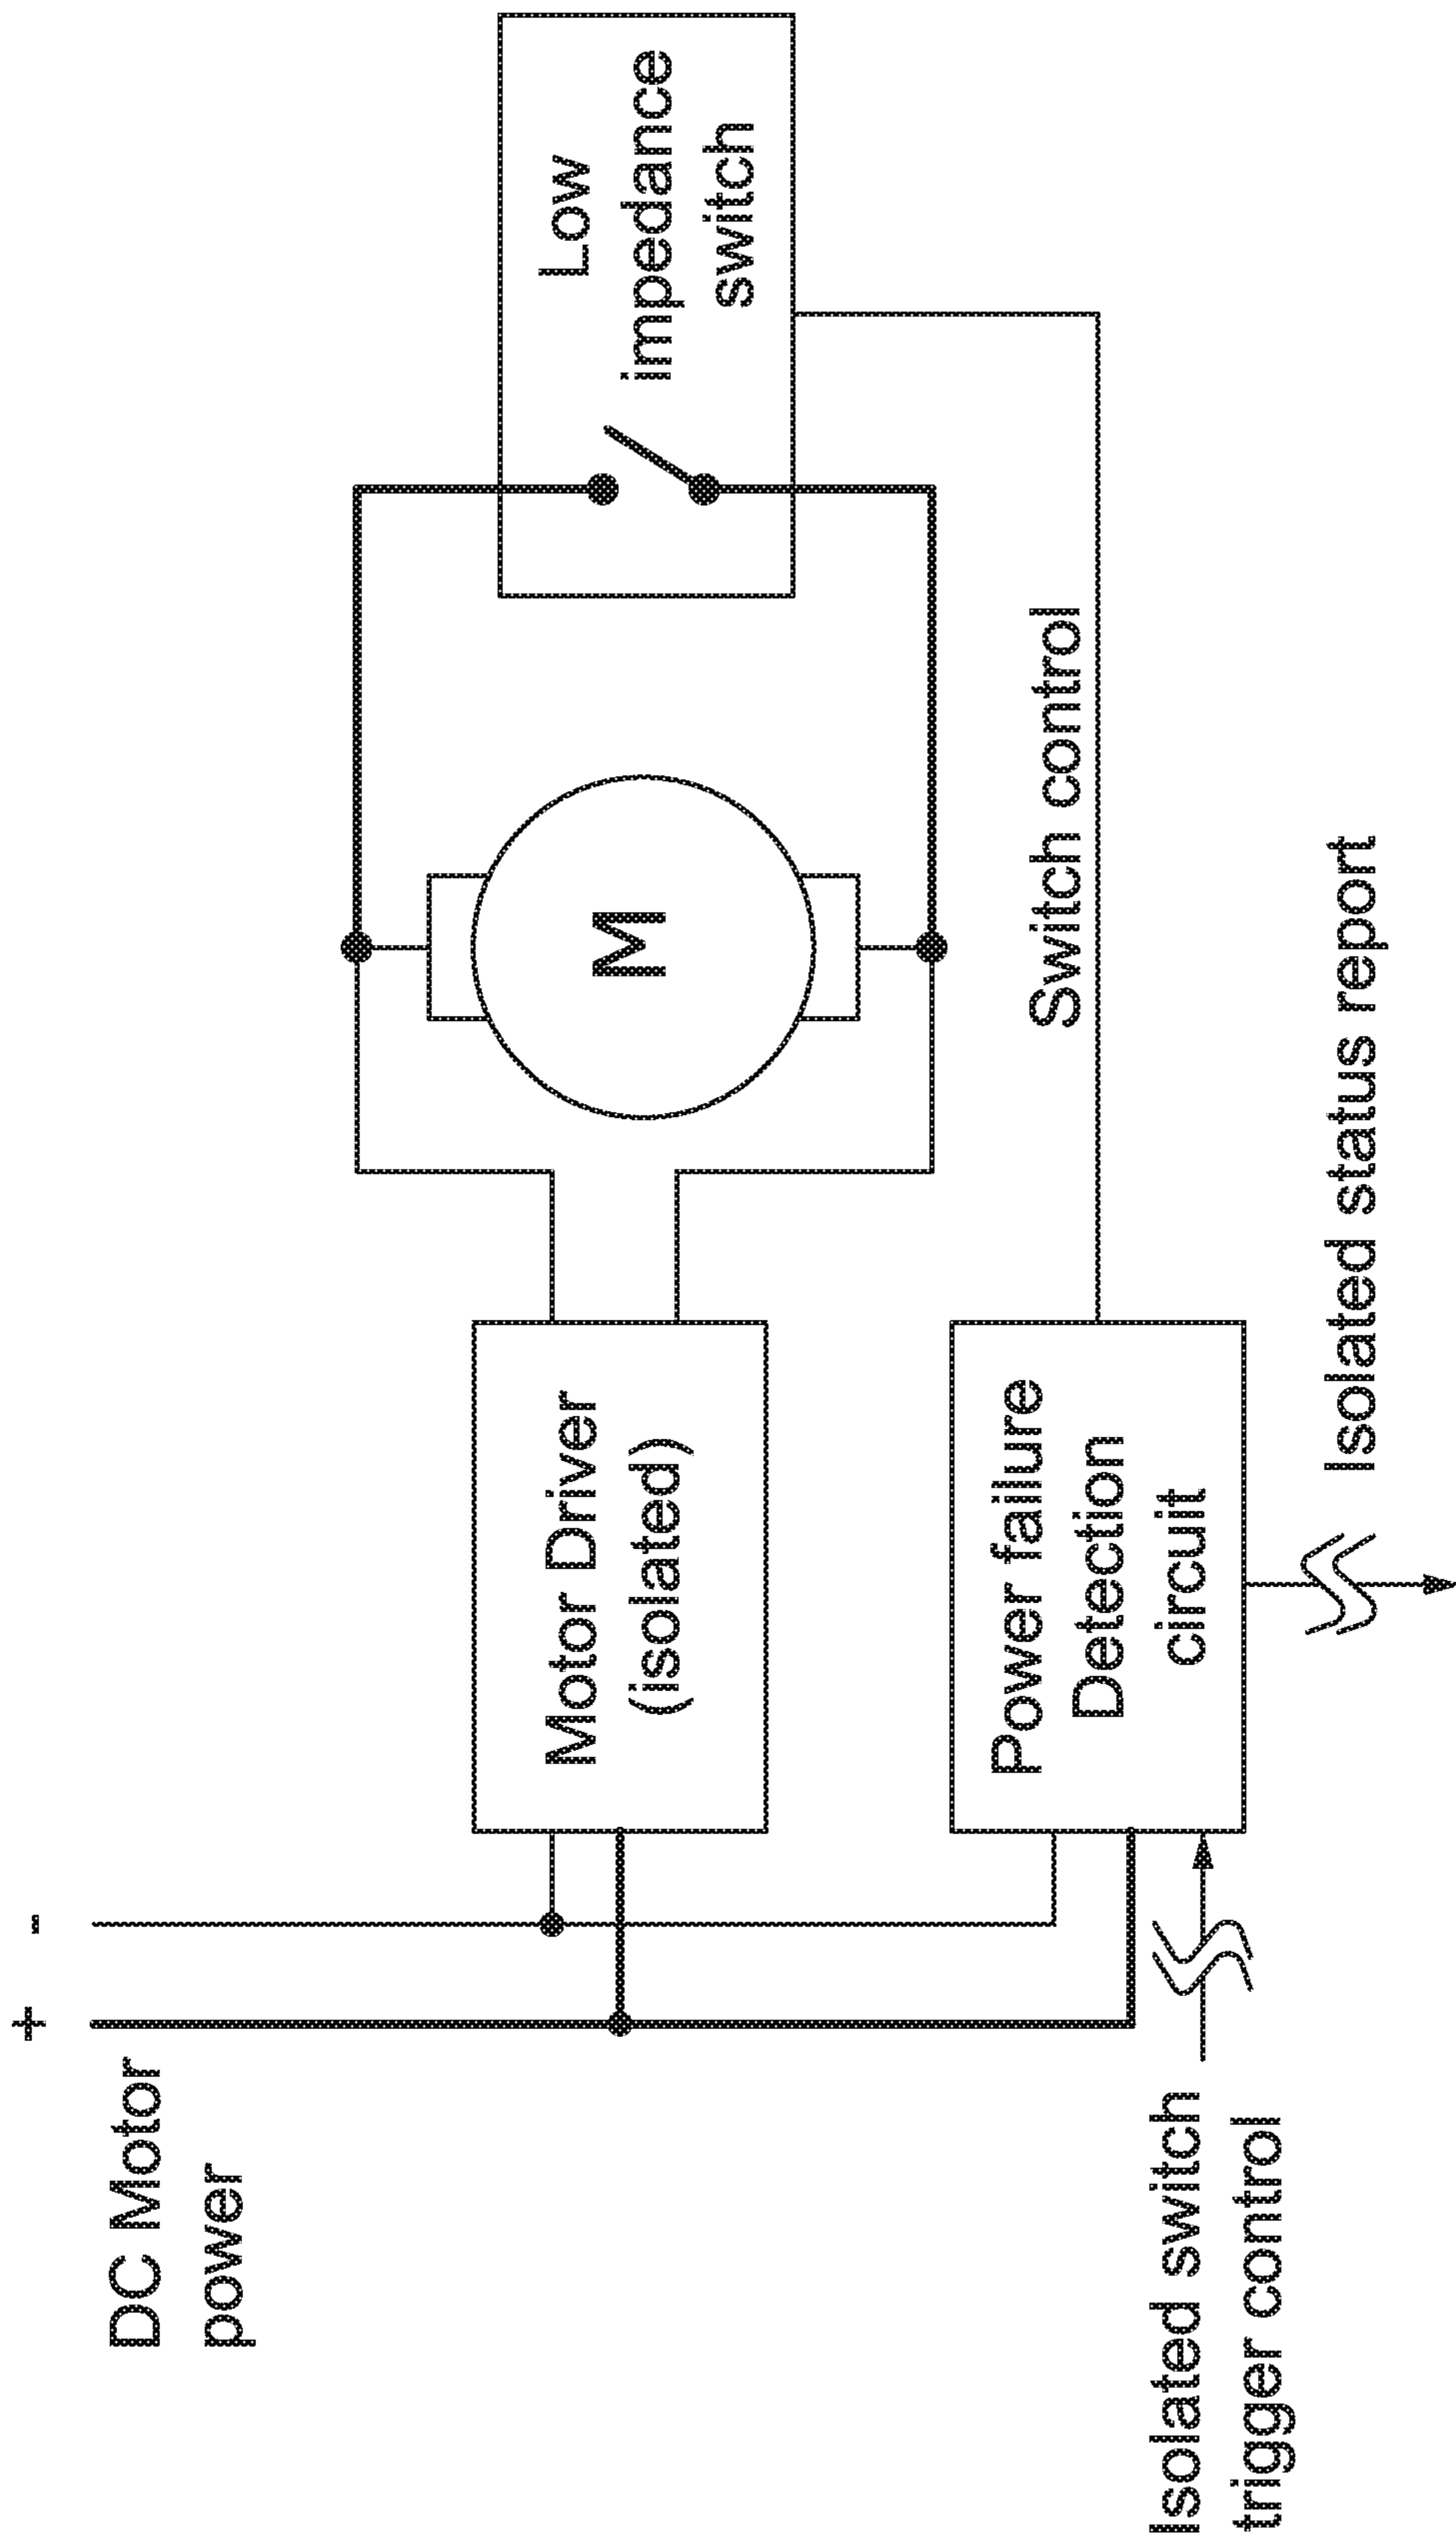 +
-
DC Motor
power
Motor Driver
(isolated)
M
Low
impedance
switch
Switch control
Power failure
Detection
circuit
Isolated switch
trigger control
Isolated status report